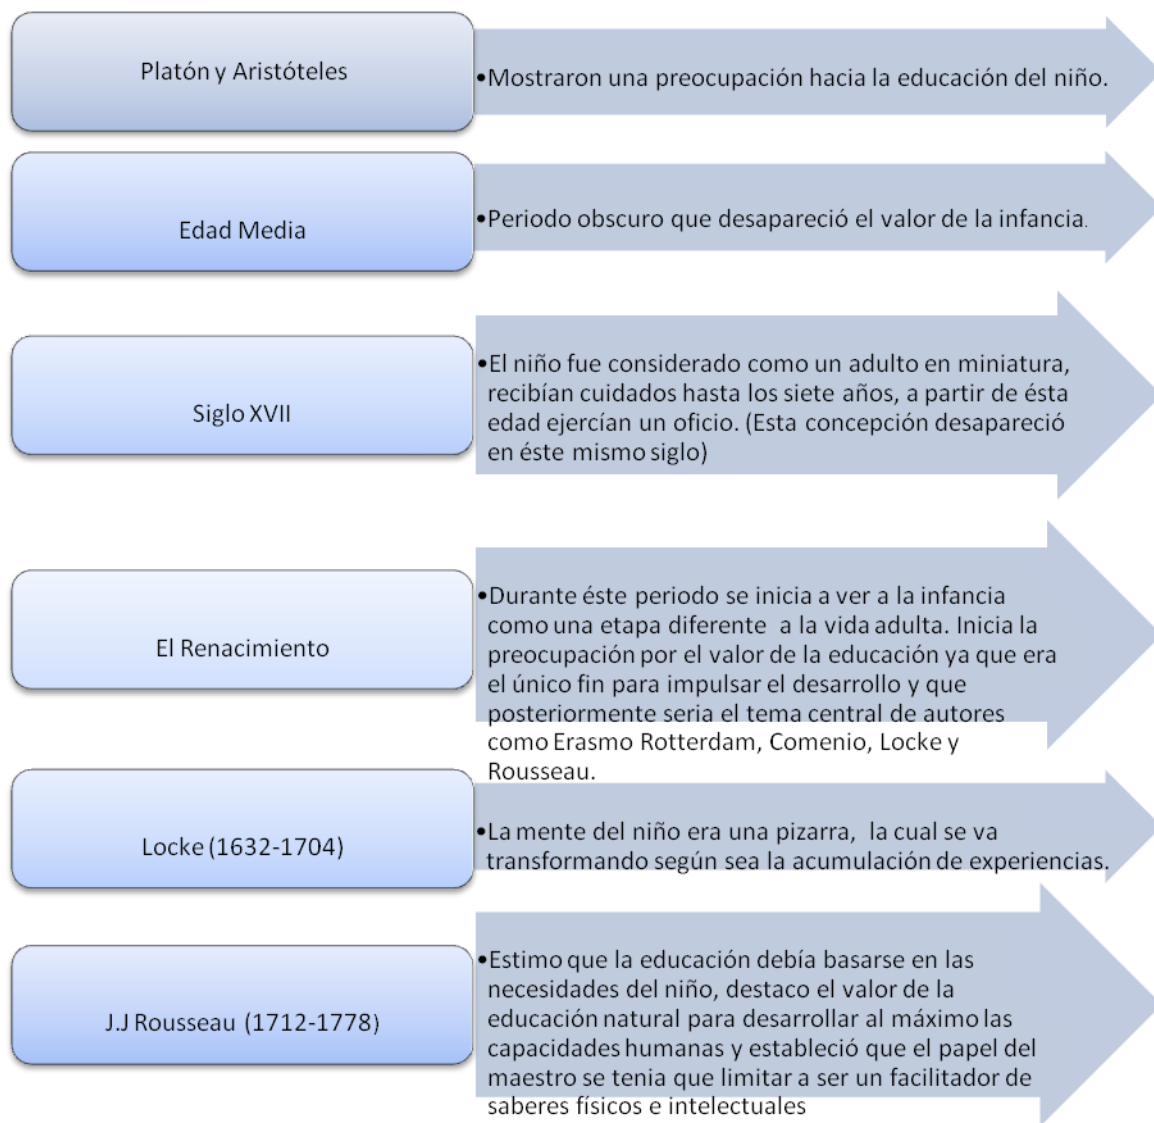 Platón y Aristóteles
•Mostraron una preocupación hacia la educación del niño.
Edad Media
•Periodo obscuro que desapareció el valor de la infancia.
Siglo XVII
•El niño fue considerado como un adulto en miniatura,
recibían cuidados hasta los siete años, a partir de ésta
edad ejercían un oficio. (Esta concepción desapareció
en éste mismo siglo)
El Renacimiento
•Durante éste periodo se inicia a ver a la infancia
como una etapa diferente a la vida adulta. Inicia la
preocupación por el valor de la educación ya que era
el único fin para impulsar el desarrollo y que
posteriormente seria el tema central de autores
como Erasmo Rotterdam, Comenio, Locke y
Rousseau.
Locke (1632-1704)
•La mente del niño era una pizarra, la cual se va
transformando según sea la acumulación de experiencias.
J.J Rousseau (1712-1778)
•Estimo que la educación debía basarse en las
necesidades del niño, destaco el valor de la
educación natural para desarrollar al máximo las
capacidades humanas y estableció que el papel del
maestro se tenia que limitar a ser un facilitador de
saberes físicos e intelectuales